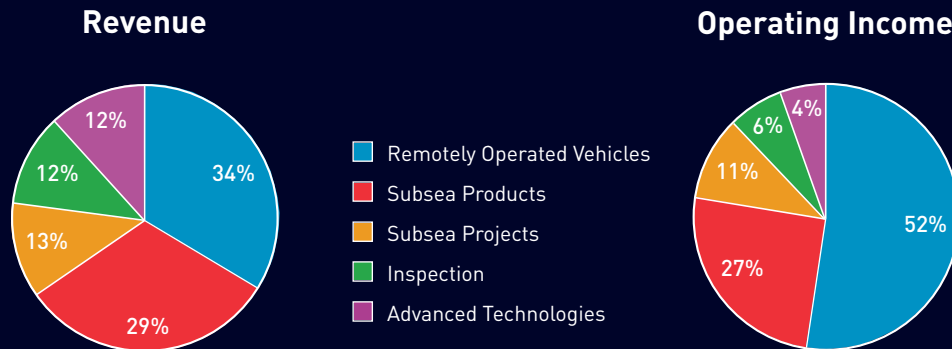 Revenue
Operating Income
12%
34%
12%
13%
29%
Remotely Operated Vehicles
Subsea Products
Subsea Projects
Inspection
Advanced Technologies
4%
6%
11%
52%
27%